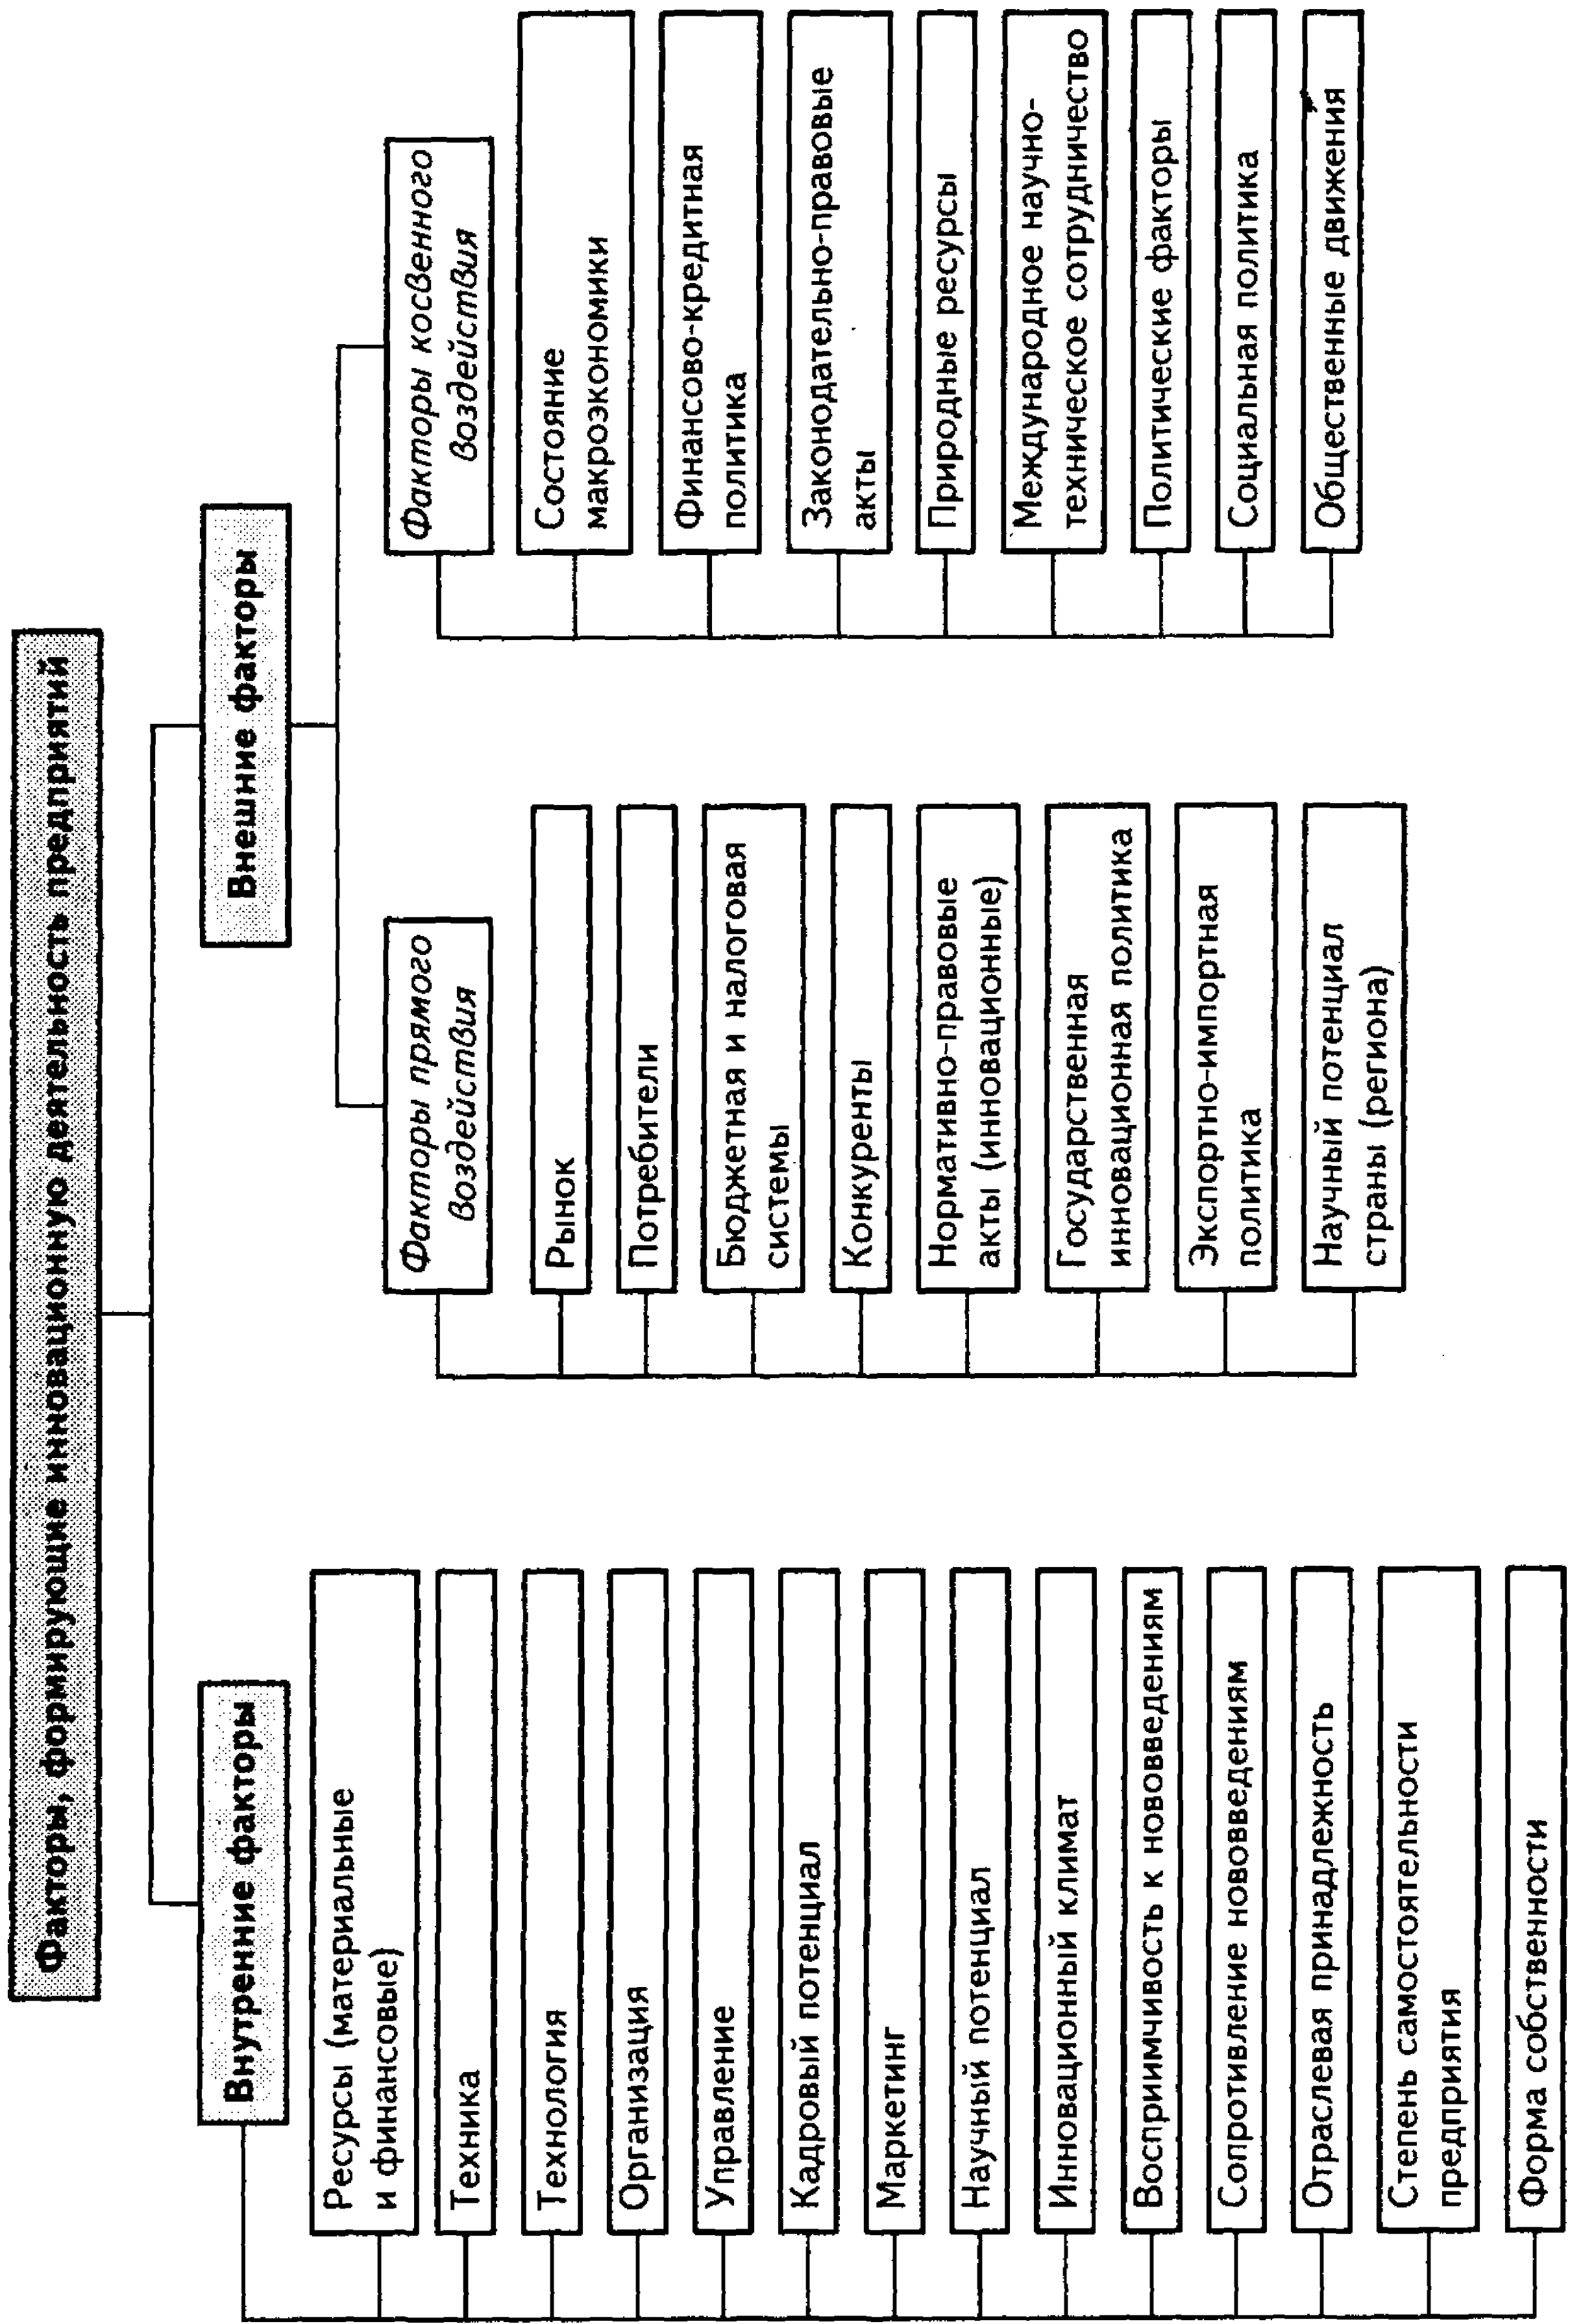 Факторы, формирующие инновационную деятельность предприятий
Внутренние факторы
Ресурсы (материальные
и финансовые)
Техника
Технология
Организация
Управление
Кадровый потенциал
Маркетинг
Научный потенциал
Инновационный климат
Восприимчивость к нововведениям
Сопротивление нововведениям
Отраслевая принадлежность
Степень самостоятельности
предприятия
Форма собственности
Внешние факторы
Факторы прямого
воздействия
Рынок
Потребители
Бюджетная и налоговая
системы
Конкуренты
Нормативно-правовые
акты (инновационные)
Государственная
инновационная политика
Экспортно-импортная
политика
Научный потенциал
страны (региона)
Факторы косвенного
воздействия
Состояние
макроэкономики
Финансово-кредитная
политика
Законодательно-правовые
акты
Природные ресурсы
Международное научно-
техническое сотрудничество
Политические факторы
Социальная политика
Общественные движения